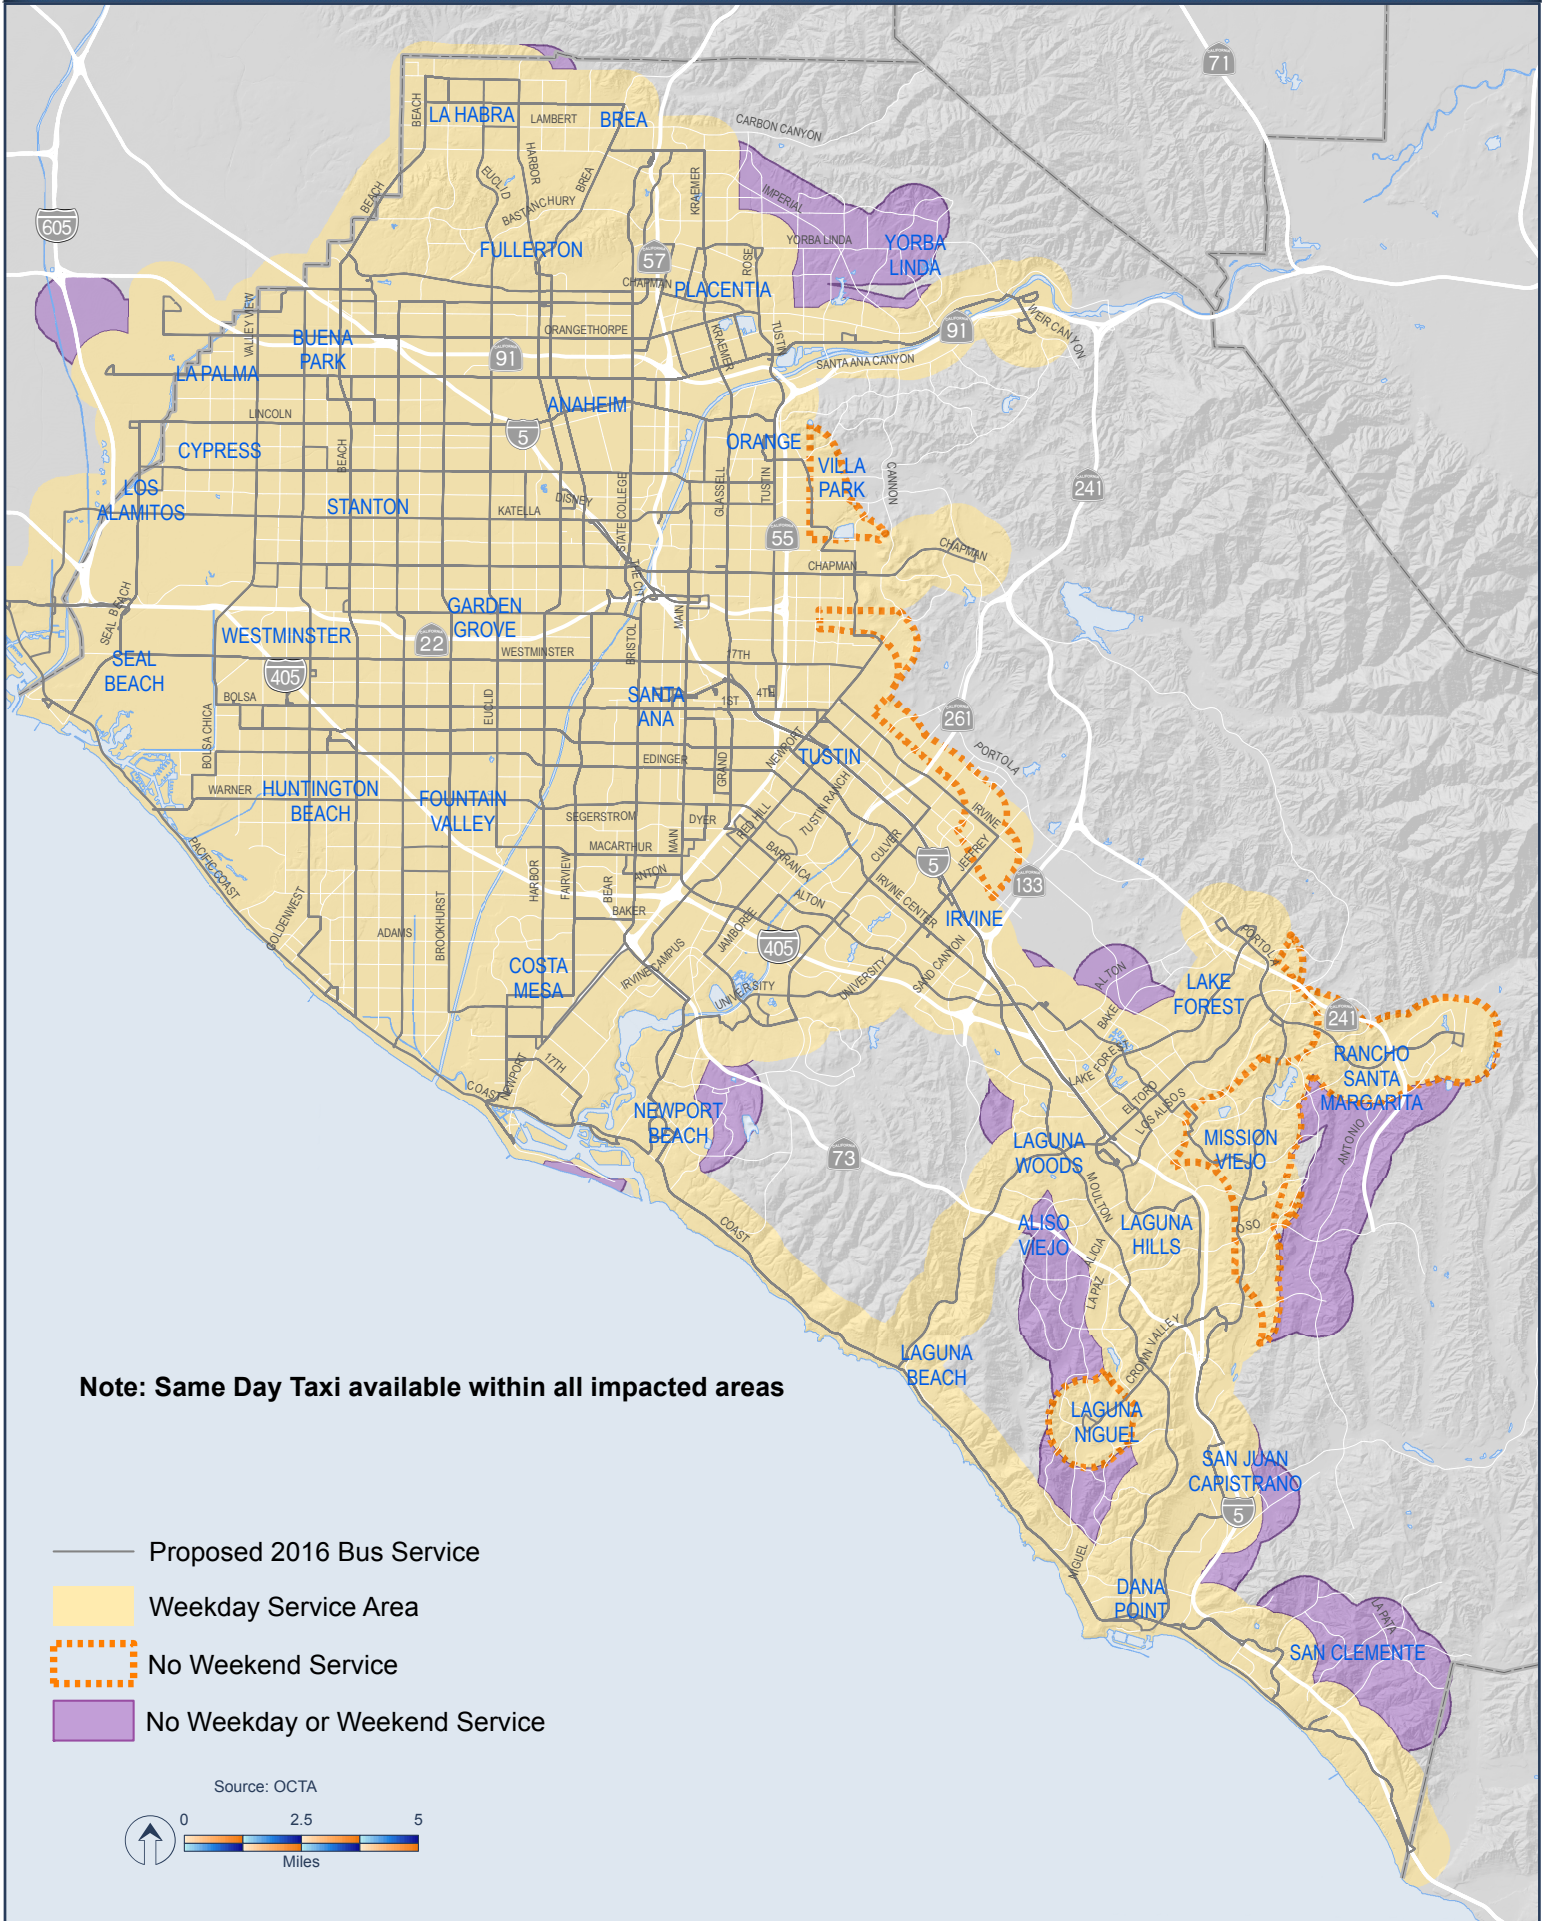 71
BEACH
LA HABRA
LAMBERT
BREA
CARBON CANYON
HARBOR
EUCLID
BREA
KRAEMER
BEACH
BASTANCHURY
IMPERIAL
605
FULLERTON
YORBA LINDA
YORBA
LINDA
57
ROSE
CHAPMAN
PLACENTIA
VALLEY VIEW
BUENA
PARK
ORANGETHORPE
KRAEMER
TUSTIN
91
WEIR CANYON
91
SANTA ANA CANYON
LA PALMA
LINCOLN
ANAHEIM
5
ORANGE
CYPRESS
BEACH
VILLA
PARK
CANNON
LOS
ALAMITOS
STANTON
KATELLA
DISNEY
STATE COLLEGE
GLASSELL
TUSTIN
241
55
CHAPMAN
CHAPMAN
THE CITY
SEAL BEACH
GARDEN
GROVE
MAIN
WESTMINSTER
22
WESTMINSTER
BRISTOL
17TH
SEAL
BEACH
405
BOLSA
EUCLID
SANTA
ANA
1ST
4TH
BOLSA CHICA
261
PORTOLA
EDINGER
GRAND
NEWPORT
TUSTIN
WARNER
HUNTINGTON
BEACH
FOUNTAIN
VALLEY
SEGERSTROM
DYER
RED HILL
TUSTIN RANCH
IRVINE
PACIFIC COAST
MACARTHUR
MAIN
BARRANCA
CULVER
5
JEFFREY
133
HARBOR
FAIRVIEW
BEAR
ANTON
ALTON
IRVINE CENTER
GOLDENWEST
BROOKHURST
BAKER
IRVINE
ADAMS
JAMBOREE
405
PORTOLA
COSTA
MESA
IRVINE CAMPUS
UNIVERSITY
UNIVERSITY
SAND CANYON
ALTON
LAKE
FOREST
BAKE
241
17TH
NEWPORT
COAST
LAKE FOREST
RANCHO
SANTA
MARGARITA
EL TORO
LOS ALISOS
NEWPORT
BEACH
73
LAGUNA
WOODS
MISSION
VIEJO
ANTONIO
MOULTON
COAST
ALISO
VIEJO
LAGUNA
HILLS
OSO
ALICIA
LA PAZ
CROWN VALLEY
LAGUNA
BEACH
Note: Same Day Taxi available within all impacted areas
LAGUNA
NIGUEL
SAN JUAN
CAPISTRANO
5
Proposed 2016 Bus Service
NIGUEL
DANA
POINT
Weekday Service Area
LA PATA
SAN CLEMENTE
No Weekend Service
No Weekday or Weekend Service
Source: OCTA
0 2.5 5
Miles